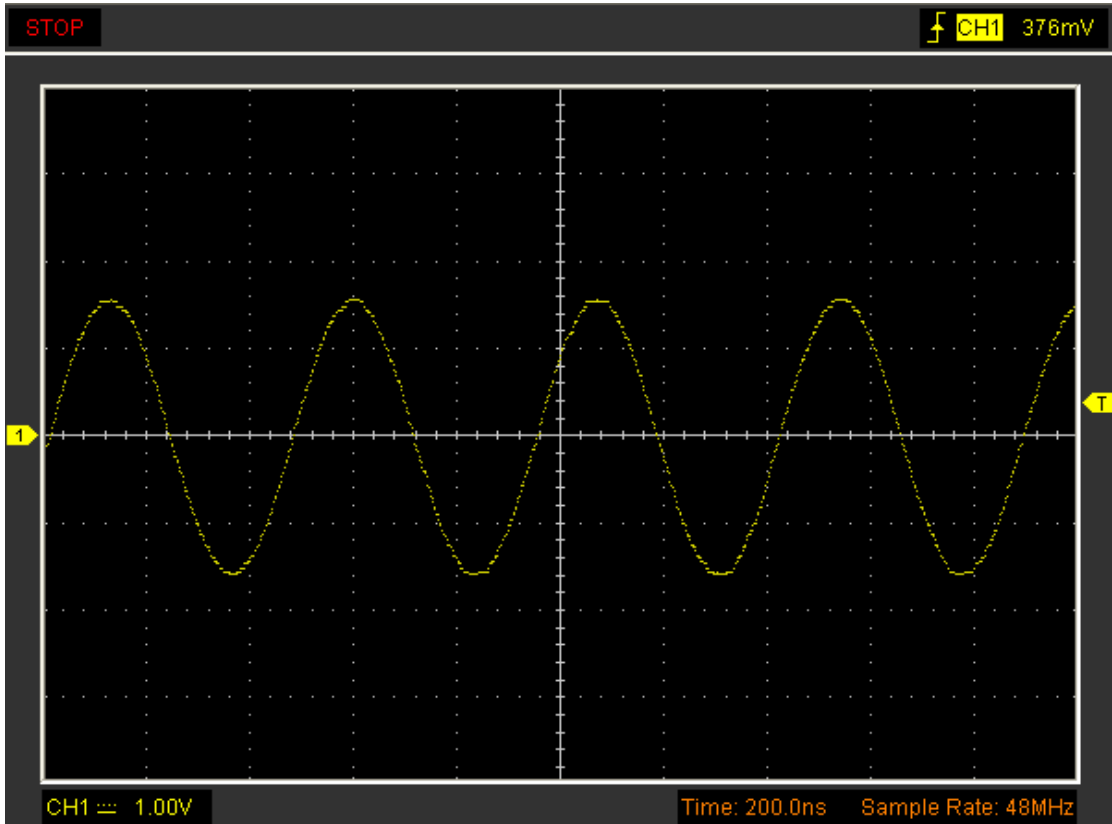 STOP
CH1 376mV
T
1
CH1 1.00V
Time: 200.0ns Sample Rate: 48MHz